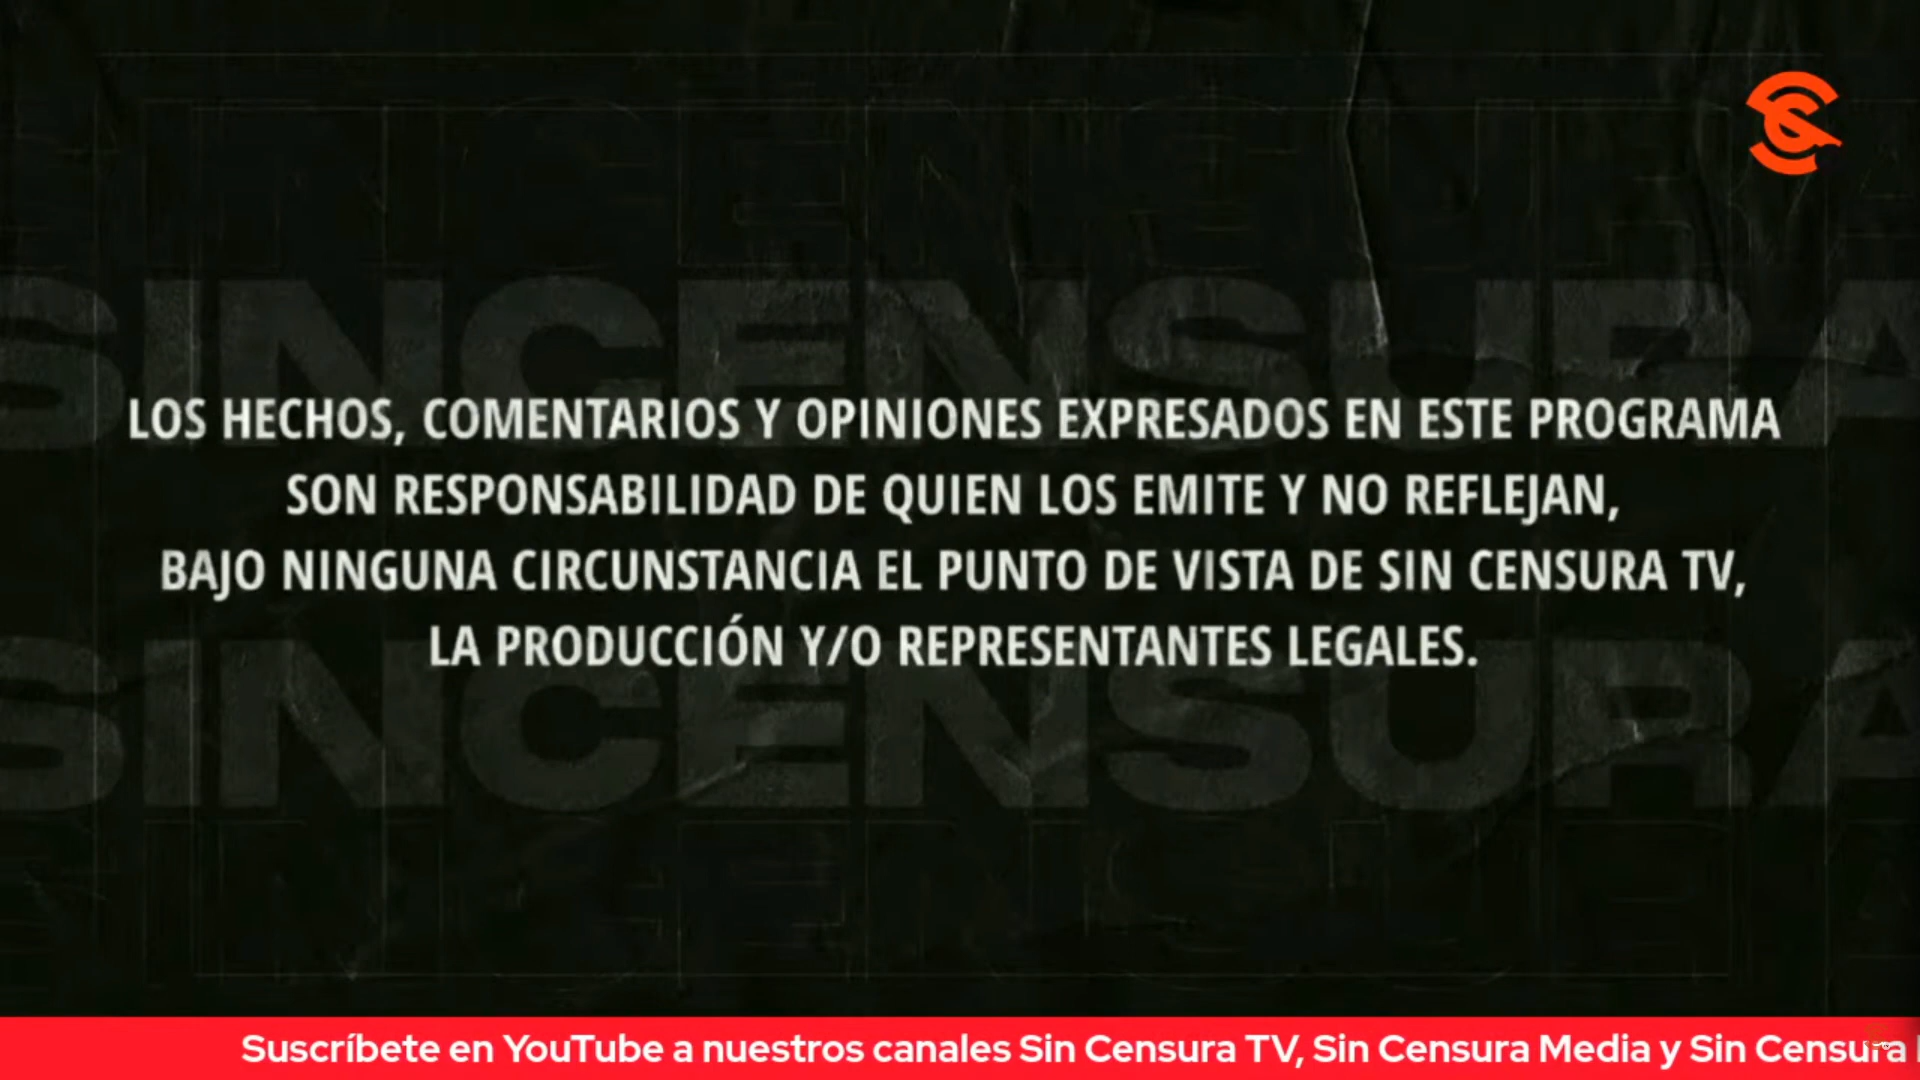 SINCENSURA
LOS HECHOS, COMENTARIOS Y OPINIONES EXPRESADOS EN ESTE PROGRAMA
SON RESPONSABILIDAD DE QUIEN LOS EMITE Y NO REFLEJAN,
BAJO NINGUNA CIRCUNSTANCIA EL PUNTO DE VISTA DE SIN CENSURA TV,
LA PRODUCCIÓN Y/O REPRESENTANTES LEGALES.
SINCENSURA
Suscríbete en YouTube a nuestros canales Sin Censura TV, Sin Censura Media y Sin Censura